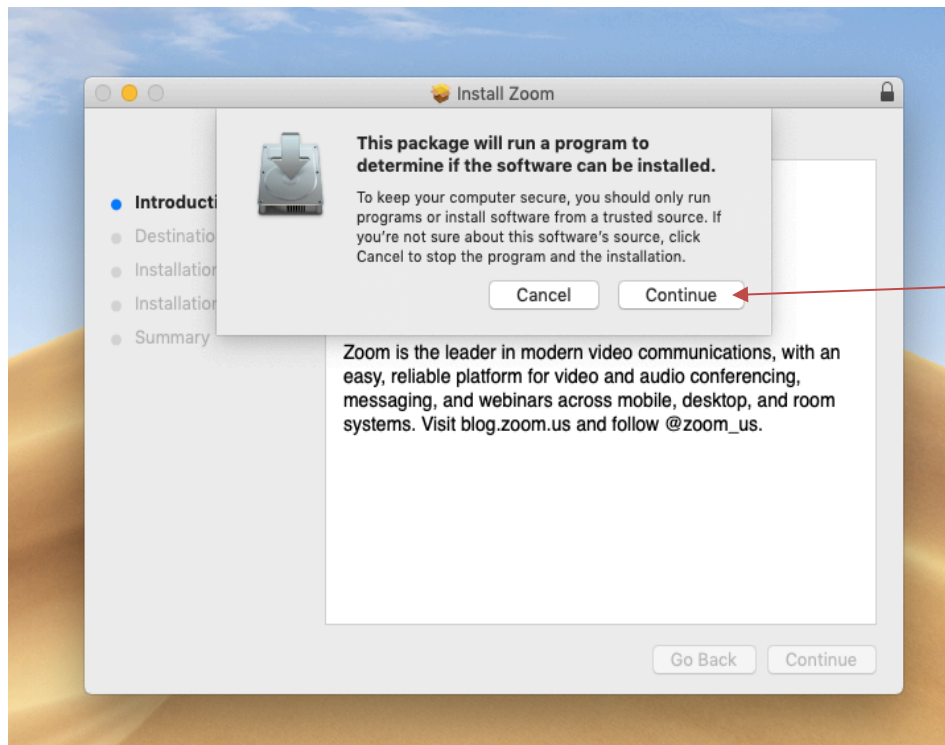 Install Zoom
This package will run a program to
determine if the software can be installed.
To keep your computer secure, you should only run
programs or install software from a trusted source. If
you're not sure about this software's source, click
Cancel to stop the program and the installation.
Cancel
Continue
Introducti
Destinatio
Installation
Installation
Summary
Zoom is the leader in modern video communications, with an
easy, reliable platform for video and audio conferencing,
messaging, and webinars across mobile, desktop, and room
systems. Visit blog.zoom.us and follow @zoom_us.
Go Back
Continue